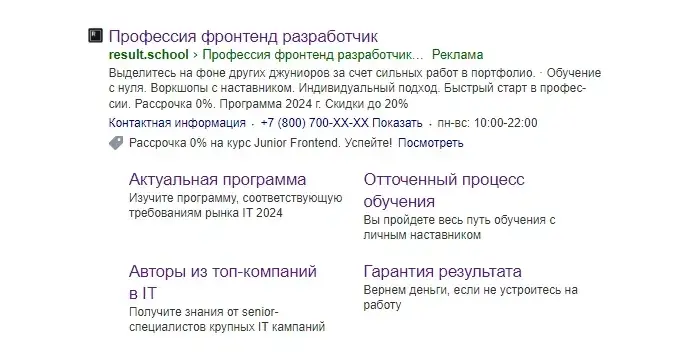 Профессия фронтенд разработчик
result.school › Профессия фронтенд разработчик... Реклама
Выделитесь на фоне других джуниоров за счет сильных работ в портфолио. · Обучение
с нуля. Воркшопы с наставником. Индивидуальный подход. Быстрый старт в профес-
сии. Рассрочка 0%. Программа 2024 г. Скидки до 20%
Контактная информация · +7 (800) 700-XX-XX Показать · пн-вс: 10:00-22:00
Рассрочка 0% на курс Junior Frontend. Успейте! Посмотреть
Актуальная программа
Изучите программу, соответствующую
требованиям рынка IT 2024
Отточенный процесс
обучения
Вы пройдете весь путь обучения с
личным наставником
Авторы из топ-компаний
в IT
Получите знания от senior-
специалистов крупных IT кампаний
Гарантия результата
Вернем деньги, если не устроитесь на
работу